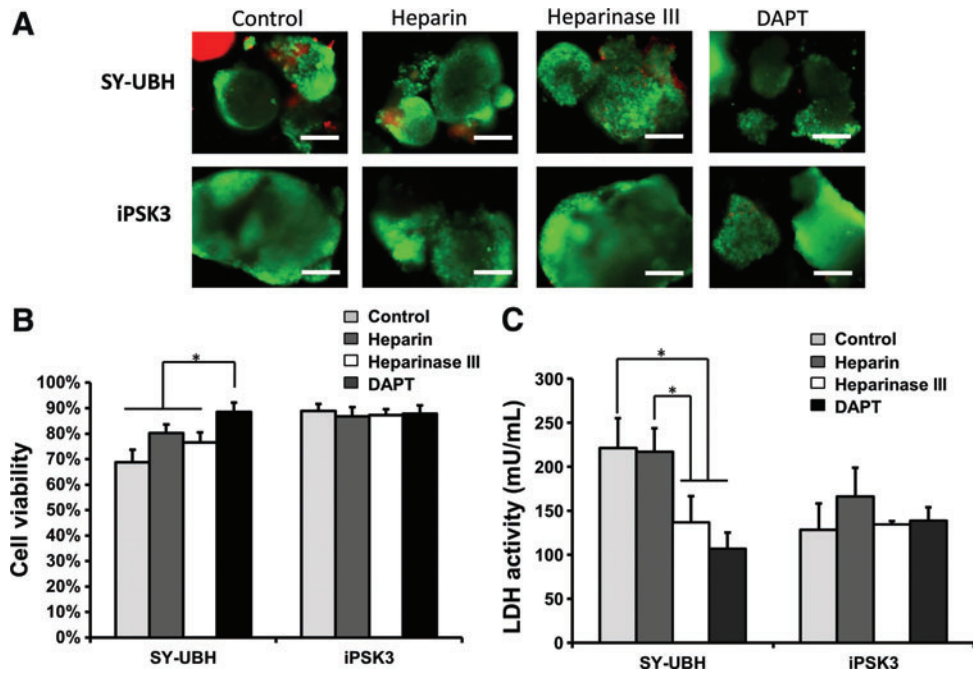 A
Control Heparin Heparinase III DAPT
SY-UBH
iPSK3
B
Control
Heparin
Heparinase III
DAPT
*
Cell viability
100%
90%
80%
70%
60%
50%
40%
30%
20%
10%
0%
SY-UBH iPSK3
C
Control
Heparin
Heparinase III
DAPT
*
*
LDH activity (mU/mL)
300
250
200
150
100
50
0
SY-UBH iPSK3